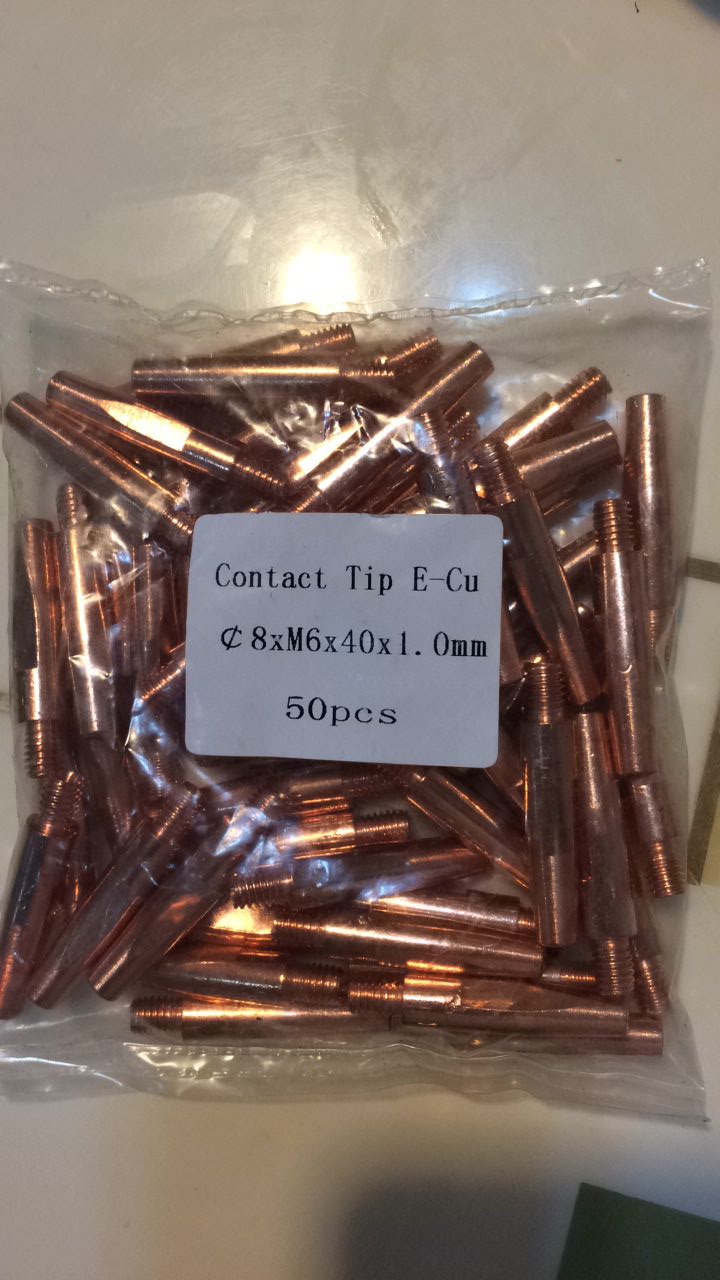 Contact Tip E-Cu
₡8xM6x40x1.0mm
50pcs